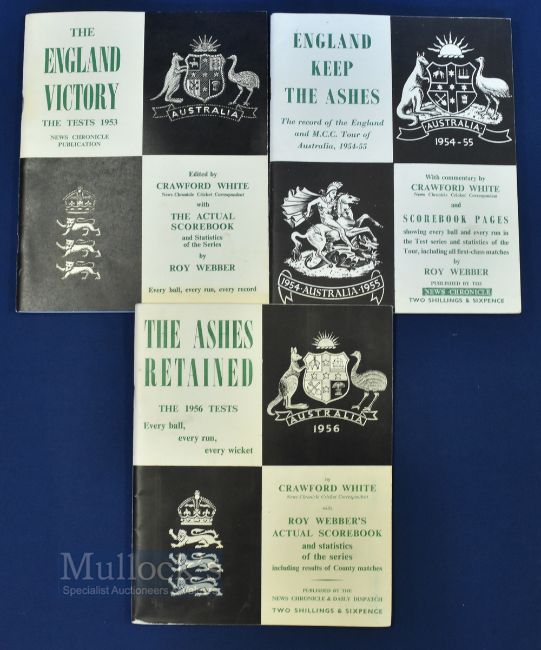 THE
ENGLAND
VICTORY
THE TESTS 1953
NEWS CHRONICLE
PUBLICATION
AUSTRALIA
Edited by
CRAWFORD WHITE
News Chronicle Cricket Correspondent
with
THE ACTUAL
SCOREBOOK
and Statistics
of the Series
by
ROY WEBBER
Every ball, every run, every record
ENGLAND
KEEP
THE ASHES
The record of the England
and M.C.C. Tour of
Australia, 1954-55
AUSTRALIA
1954-55
1954·AUSTRALIA·1955
With commentary by
CRAWFORD WHITE
News Chronicle Cricket Correspondent
and
SCOREBOOK PAGES
showing every ball and every run in
the Test series and statistics of the
Tour, including all first-class matches
by
ROY WEBBER
PUBLISHED BY THE
NEWS CHRONICLE
TWO SHILLINGS & SIXPENCE
THE ASHES
RETAINED
THE 1956 TESTS
Every ball,
every run,
every wicket
AUSTRALIA
1956
by
CRAWFORD WHITE
News Chronicle Cricket Correspondent
with
ROY WEBBER'S
ACTUAL SCOREBOOK
and statistics
of the series
including results of County matches
PUBLISHED BY THE
NEWS CHRONICLE & DAILY DISPATCH
TWO SHILLINGS & SIXPENCE
Mullock's
Specialist Auctioneers